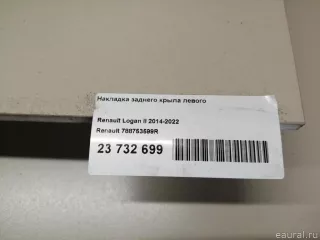 Накладка заднего крыла левого
Renault Logan II 2014-2022
Renault 788753599R
23 732 699
eaural.ru